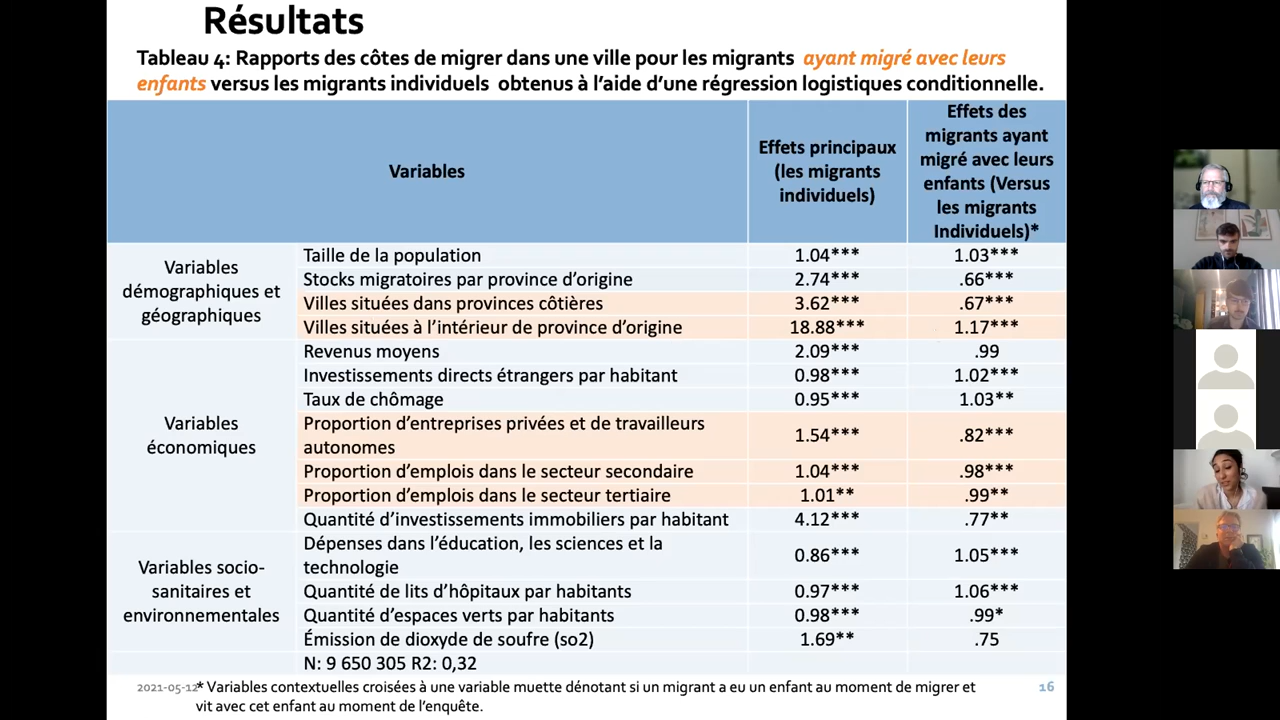 Résultats
Tableau 4: Rapports des côtes de migrer dans une ville pour les migrants ayant migré avec leurs
enfants versus les migrants individuels obtenus à l'aide d'une régression logistiques conditionnelle.
Variables
Effets principaux
(les migrants
individuels)
Effets des
migrants ayant
migré avec leurs
enfants (Versus
les migrants
Individuels)*
Variables
démographiques et
géographiques
Taille de la population 1.04*** 1.03***
Stocks migratoires par province d'origine 2.74*** .66***
Villes situées dans provinces côtières 3.62*** .67***
Villes situées à l'intérieur de province d'origine 18.88*** 1.17***
Variables
économiques
Revenus moyens 2.09*** .99
Investissements directs étrangers par habitant 0.98*** 1.02***
Taux de chômage 0.95*** 1.03**
Proportion d'entreprises privées et de travailleurs
autonomes 1.54*** .82***
Proportion d'emplois dans le secteur secondaire 1.04*** .98***
Proportion d'emplois dans le secteur tertiaire 1.01** .99**
Quantité d'investissements immobiliers par habitant 4.12*** .77**
Variables socio-
sanitaires et
environnementales
Dépenses dans l'éducation, les sciences et la
technologie 0.86*** 1.05***
Quantité de lits d'hôpitaux par habitants 0.97*** 1.06***
Quantité d'espaces verts par habitants 0.98*** .99*
Émission de dioxyde de soufre (so2) 1.69** .75
N: 9 650 305 R2: 0,32
2021-05-12
* Variables contextuelles croisées à une variable muette dénotant si un migrant a eu un enfant au moment de migrer et
vit avec cet enfant au moment de l'enquête.
16